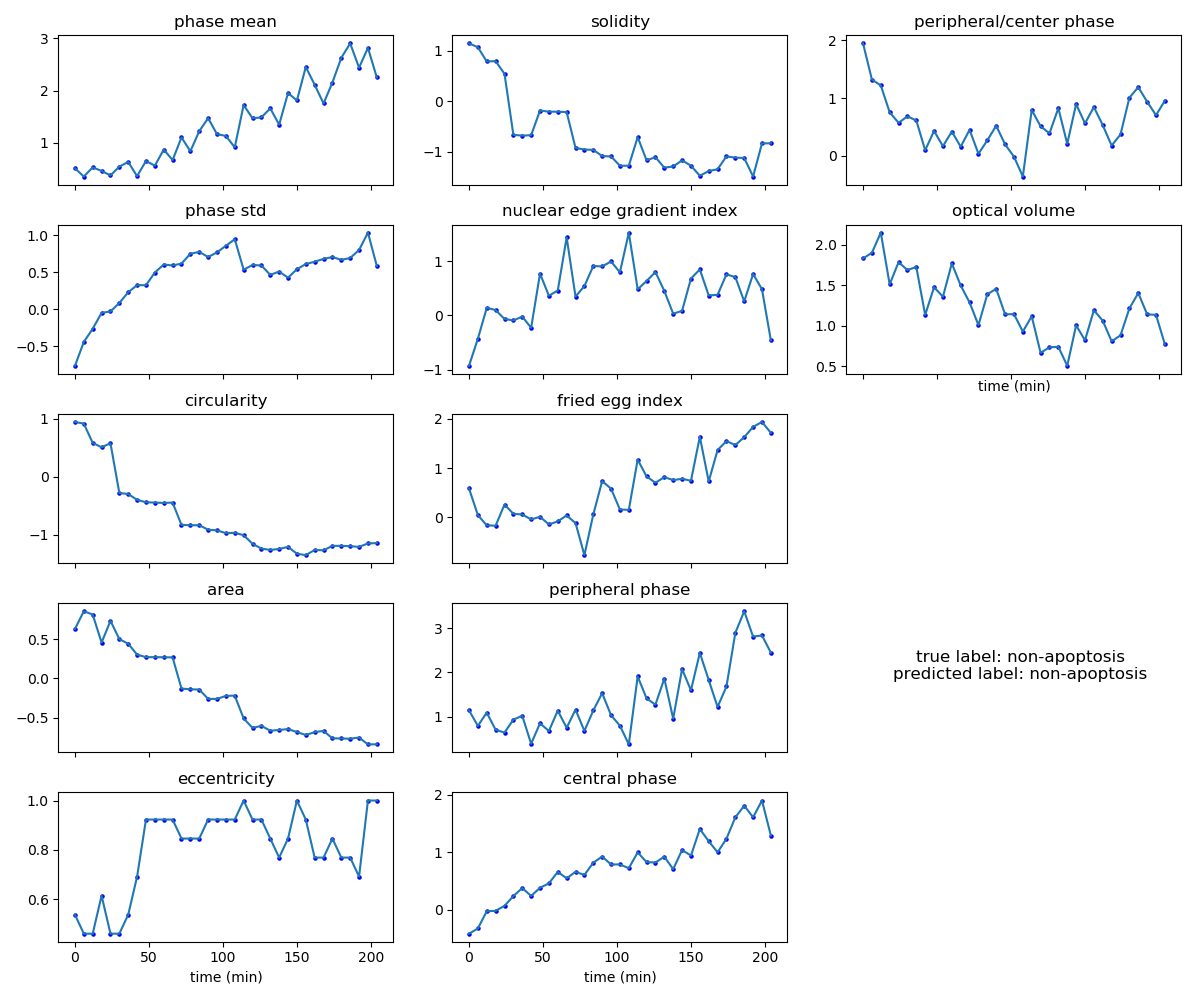 phase mean
3
2
1
solidity
1
0
−1
peripheral/center phase
2
1
0
phase std
1.0
0.5
0.0
−0.5
nuclear edge gradient index
1
0
−1
optical volume
2.0
1.5
1.0
0.5
time (min)
circularity
1
0
−1
fried egg index
2
1
0
area
0.5
0.0
−0.5
peripheral phase
3
2
1
true label: non-apoptosis
predicted label: non-apoptosis
eccentricity
1.0
0.8
0.6
0 50 100 150 200
time (min)
central phase
2
1
0
0 50 100 150 200
time (min)